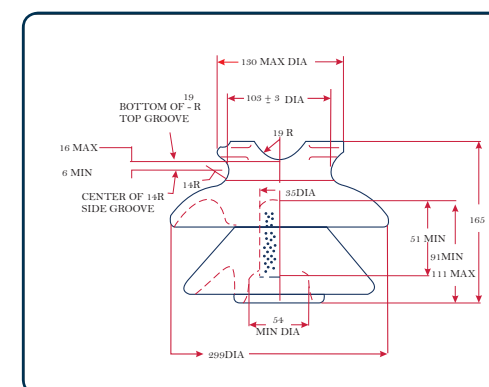 130 MAX DIA
19
103 ± 3 DIA
BOTTOM OF - R
TOP GROOVE
19 R
16 MAX
6 MIN
14R
CENTER OF 14R
SIDE GROOVE
35DIA
165
51 MIN
91MIN
111 MAX
54
MIN DIA
299DIA